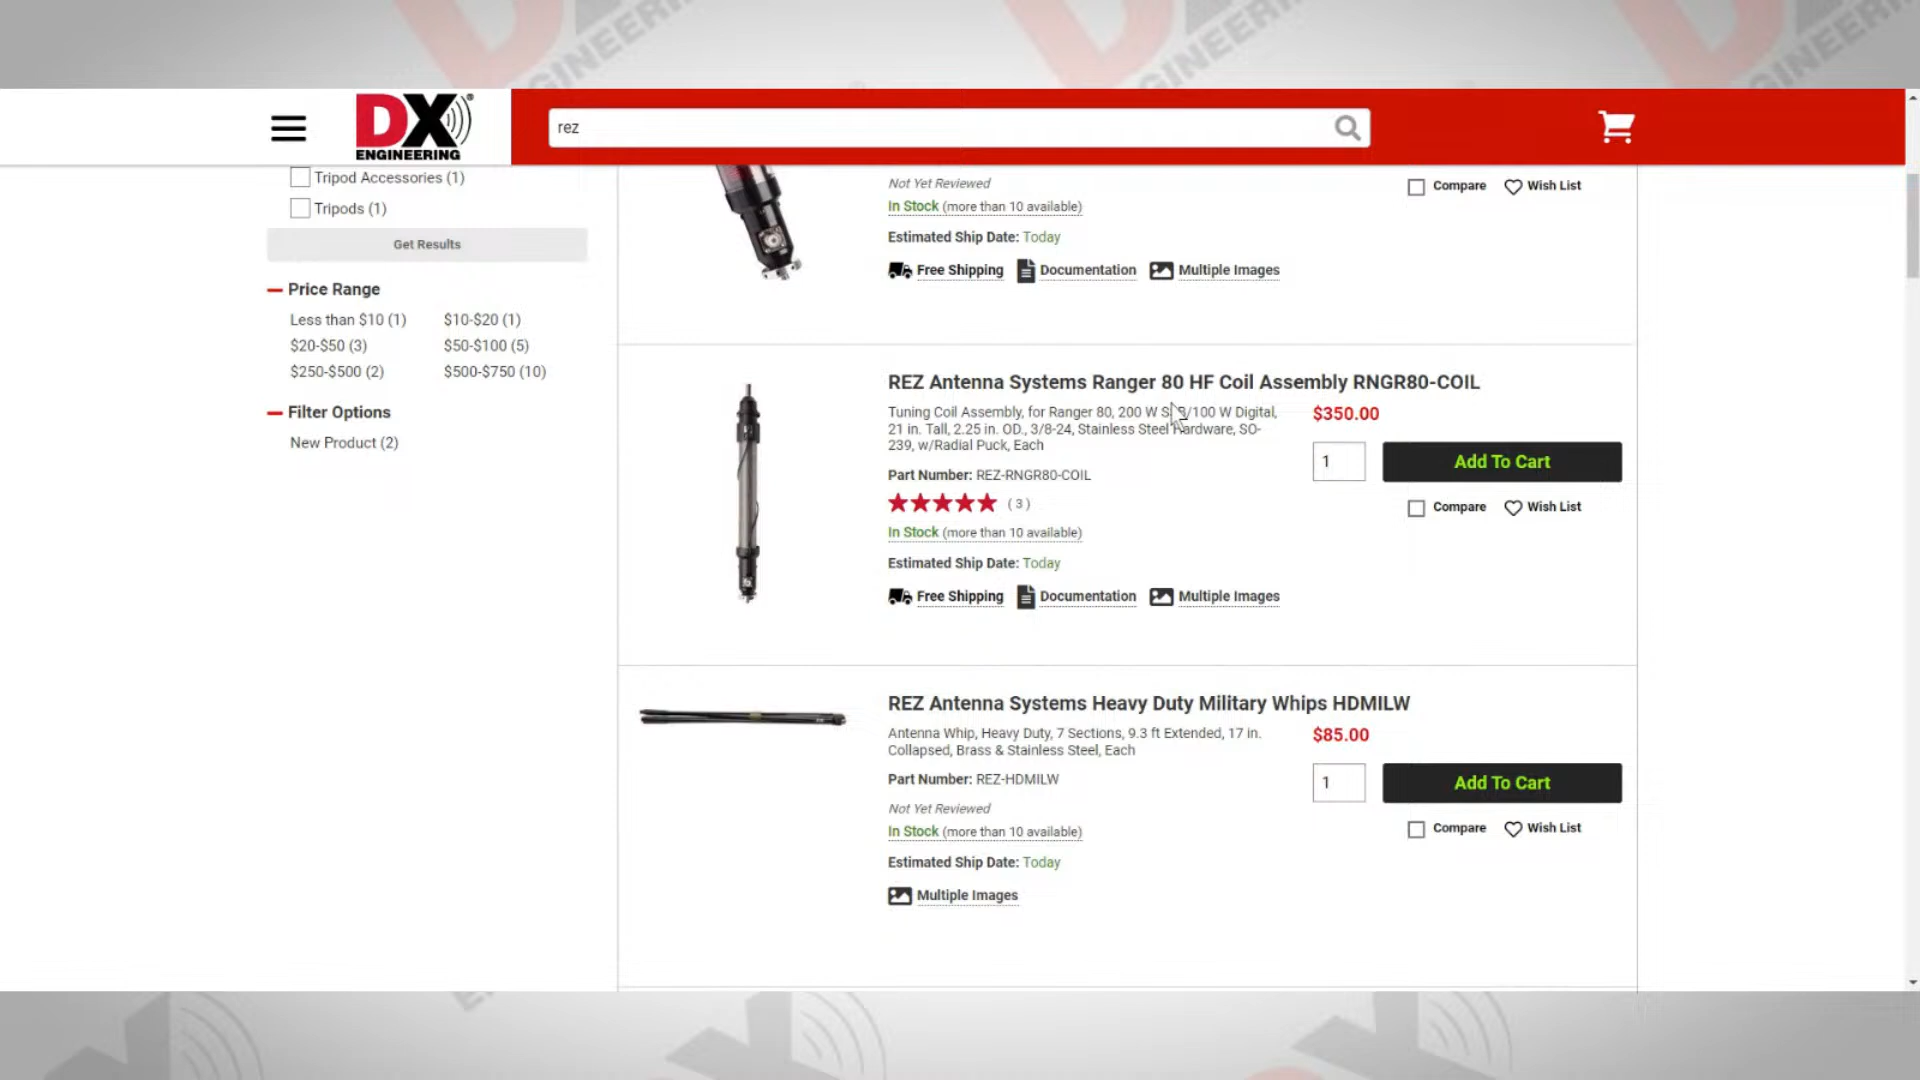 DX
ENGINEERING
rez
Tripod Accessories (1)
Tripods (1)
Get Results
Price Range
Less than $10 (1) $10-$20 (1)
$20-$50 (3) $50-$100 (5)
$250-$500 (2) $500-$750 (10)
Filter Options
New Product (2)
Not Yet Reviewed
In Stock (more than 10 available)
Estimated Ship Date: Today
Free Shipping Documentation Multiple Images
Compare Wish List
REZ Antenna Systems Ranger 80 HF Coil Assembly RNGR80-COIL
Tuning Coil Assembly, for Ranger 80, 200 W SSB/100 W Digital,
21 in. Tall, 2.25 in. OD., 3/8-24, Stainless Steel Hardware, SO-
239, w/Radial Puck, Each
Part Number: REZ-RNGR80-COIL
(3)
In Stock (more than 10 available)
Estimated Ship Date: Today
Free Shipping Documentation Multiple Images
$350.00
1 Add To Cart
Compare Wish List
REZ Antenna Systems Heavy Duty Military Whips HDMILW
Antenna Whip, Heavy Duty, 7 Sections, 9.3 ft Extended, 17 in.
Collapsed, Brass & Stainless Steel, Each
Part Number: REZ-HDMILW
Not Yet Reviewed
In Stock (more than 10 available)
Estimated Ship Date: Today
Multiple Images
$85.00
1 Add To Cart
Compare Wish List